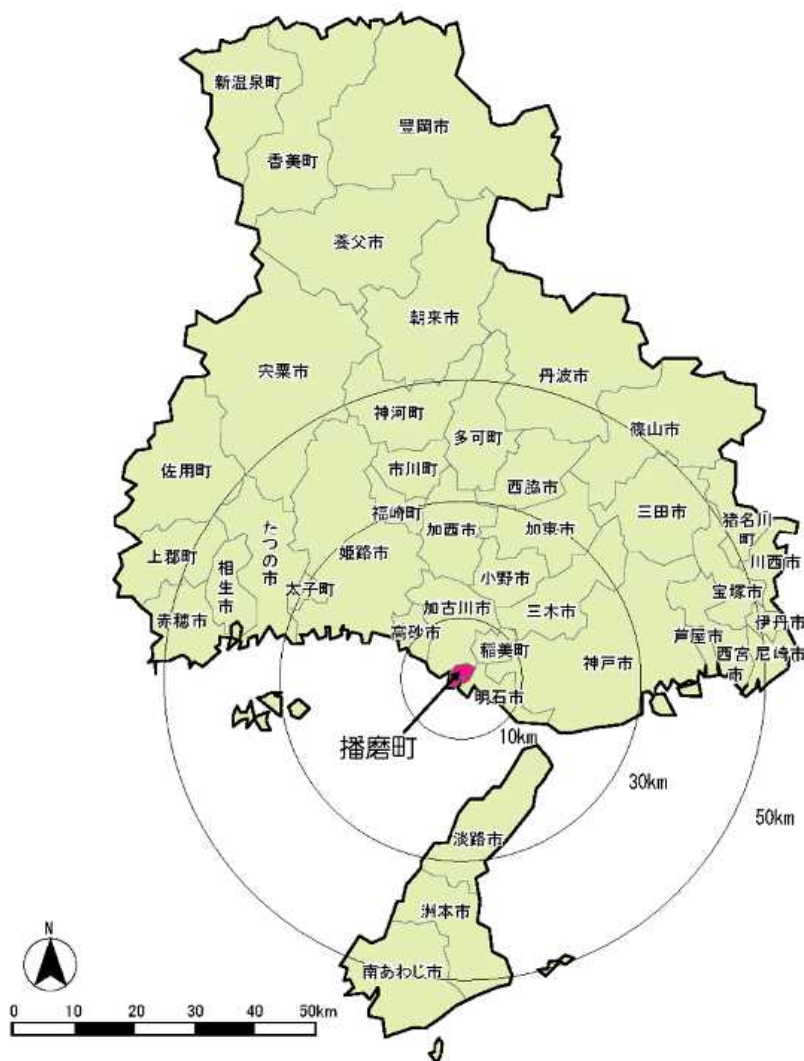 新温泉町
豊岡市
香美町
養父市
朝来市
宍粟市
丹波市
神河町
多可町
篠山市
佐用町
市川町
西脇市
福崎町
加西市
加東市
三田市
猪名川
町
たつの市
上郡町
相生市
姫路市
川西市
太子町
小野市
宝塚市
赤穂市
加古川市
三木市
伊丹市
高砂市
芦屋市
稲美町
神戸市
西宮
市
尼崎市
明石市
播磨町
10km
30km
50km
淡路市
洲本市
南あわじ市
N
0 10 20 30 40 50km